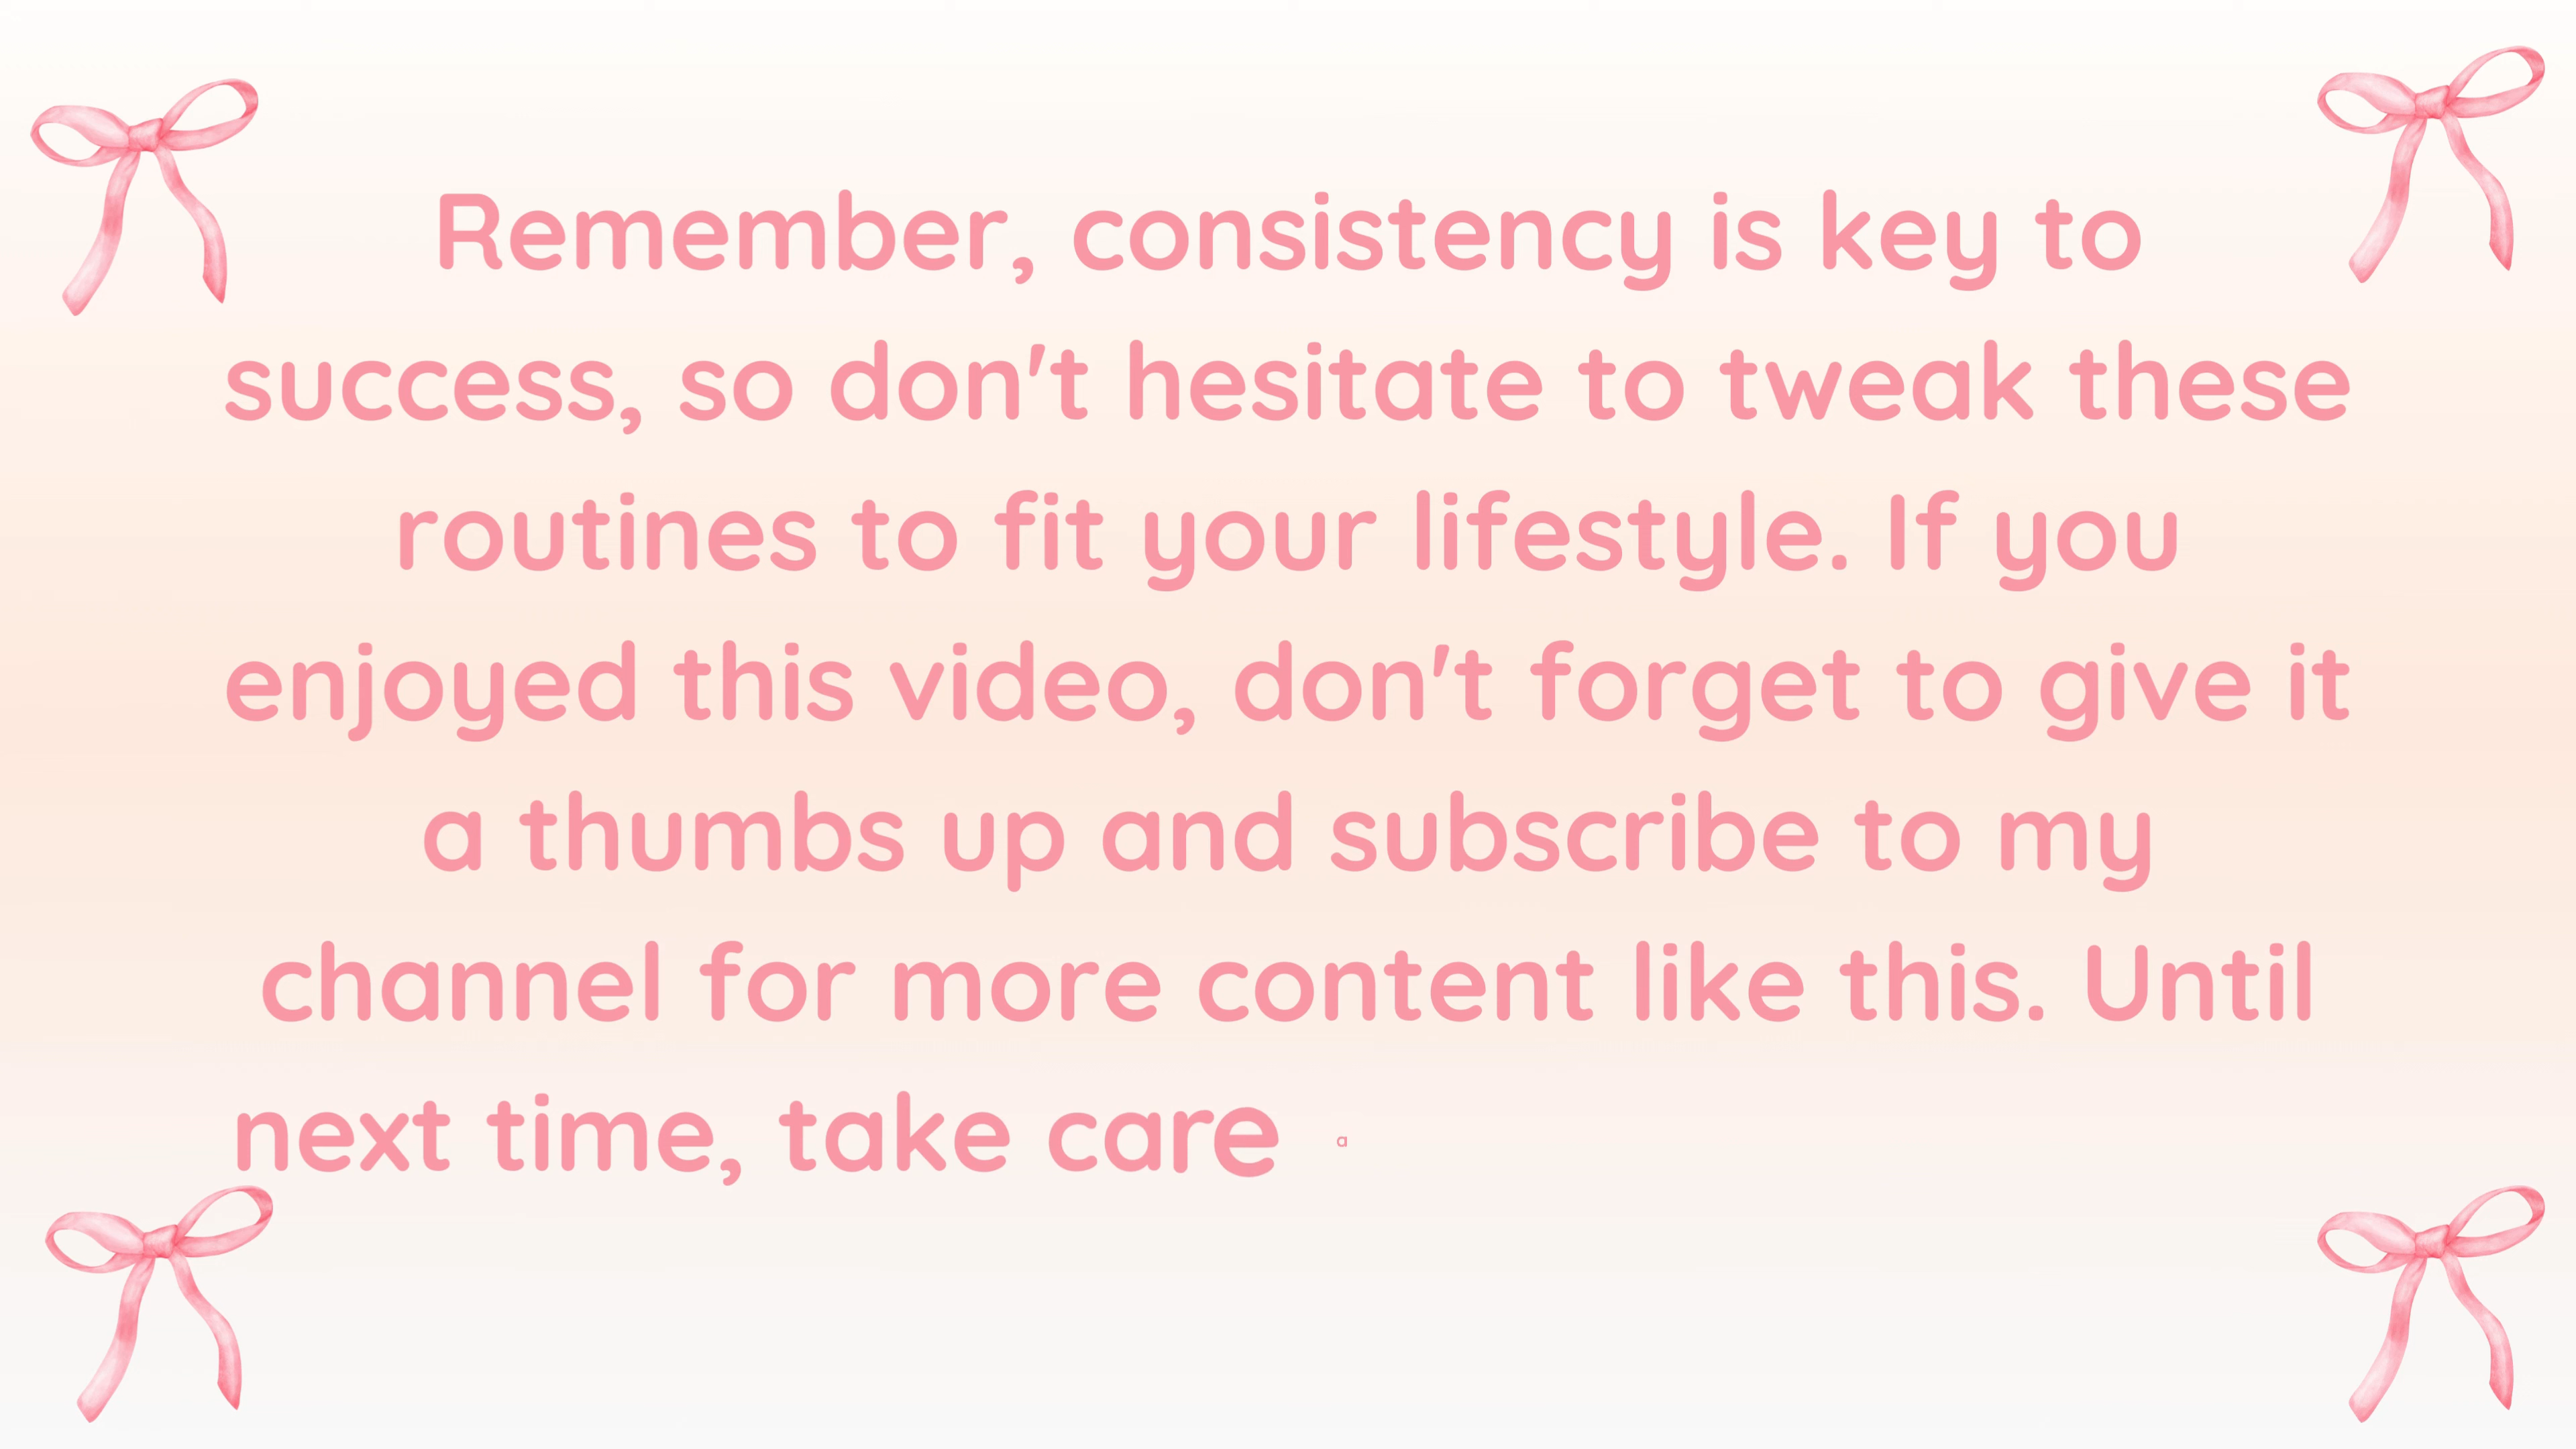 Remember, consistency is key to
success, so don't hesitate to tweak these
routines to fit your lifestyle. If you
enjoyed this video, don't forget to give it
a thumbs up and subscribe to my
channel for more content like this. Until
next time, take care a